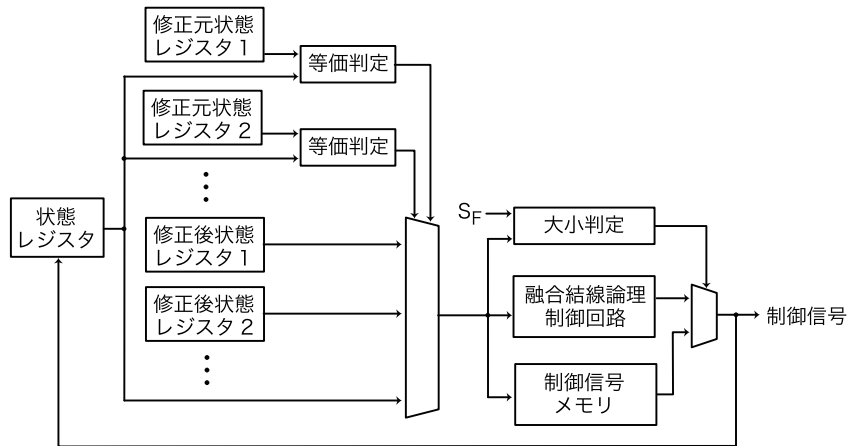 修正元状態
レジスタ 1
等価判定
修正元状態
レジスタ 2
等価判定
状態
レジスタ
修正後状態
レジスタ 1
修正後状態
レジスタ 2
SF
大小判定
融合結線論理
制御回路
制御信号
メモリ
制御信号